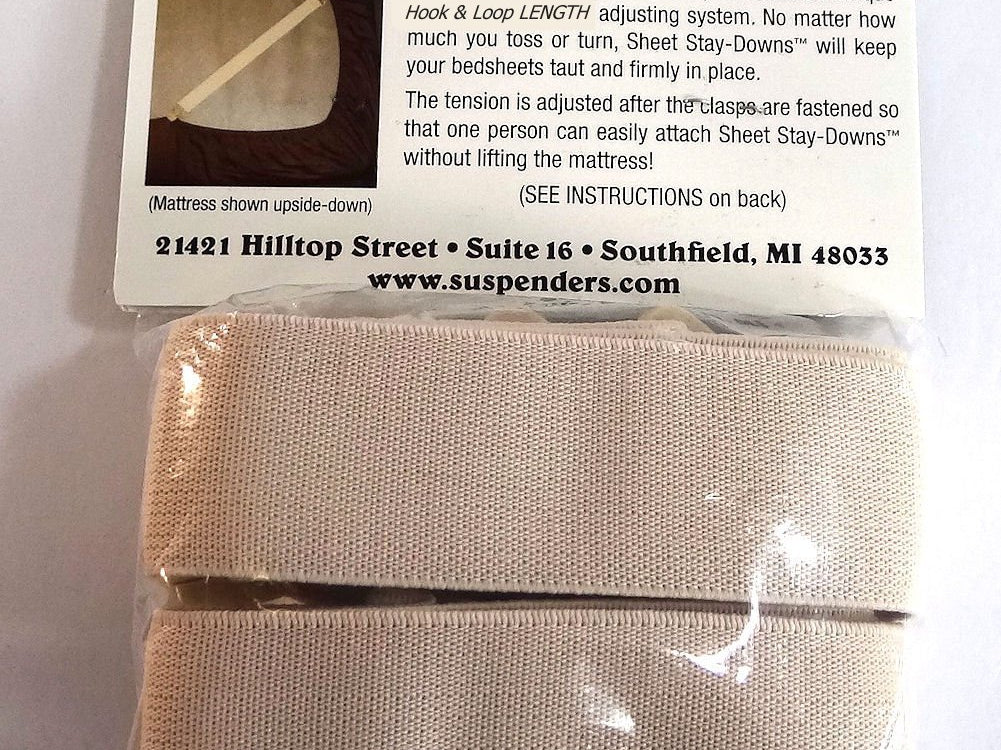 Hook & Loop LENGTH adjusting system. No matter how
much you toss or turn, Sheet Stay-Downs™ will keep
your bedsheets taut and firmly in place.
The tension is adjusted after the clasps are fastened so
that one person can easily attach Sheet Stay-Downs™
without lifting the mattress!
(SEE INSTRUCTIONS on back)
(Mattress shown upside-down)
21421 Hilltop Street • Suite 16 • Southfield, MI 48033
www.suspenders.com